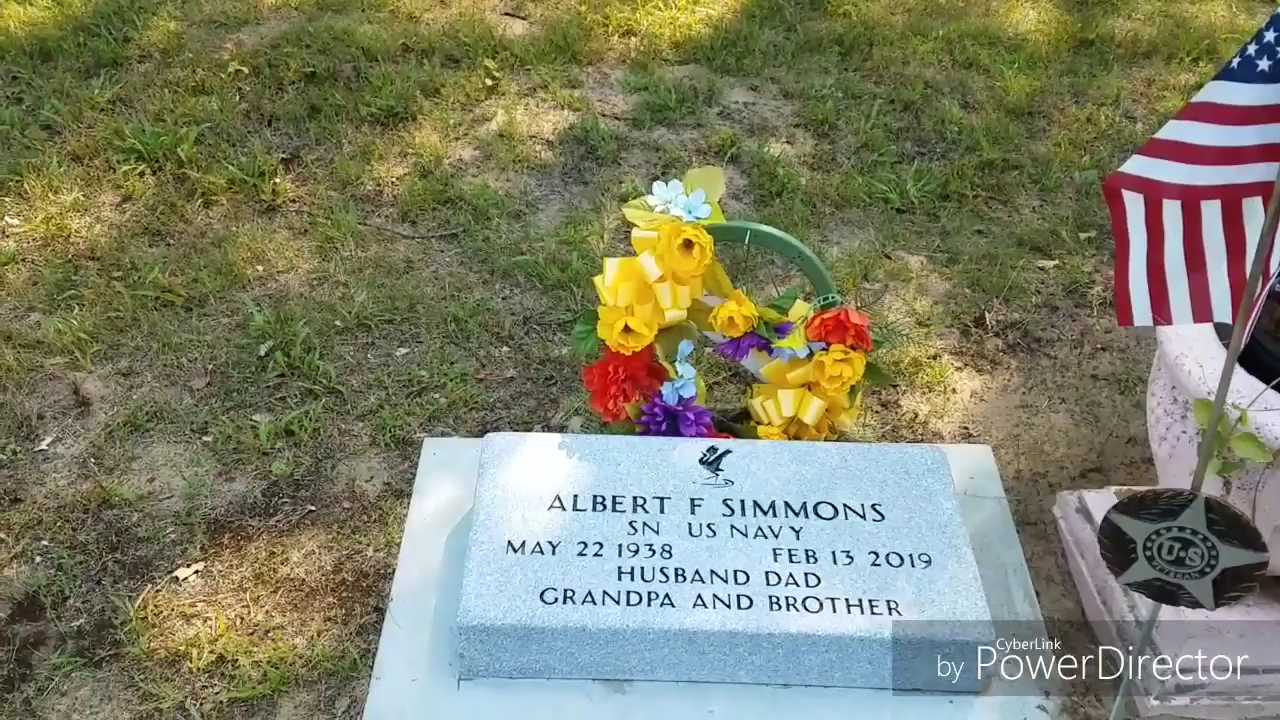 ALBERT F SIMMONS
SN US NAVY
MAY 22 1938 FEB 13 2019
HUSBAND DAD
GRANDPA AND BROTHER
U·S
VETERAN
CyberLink
by PowerDirector